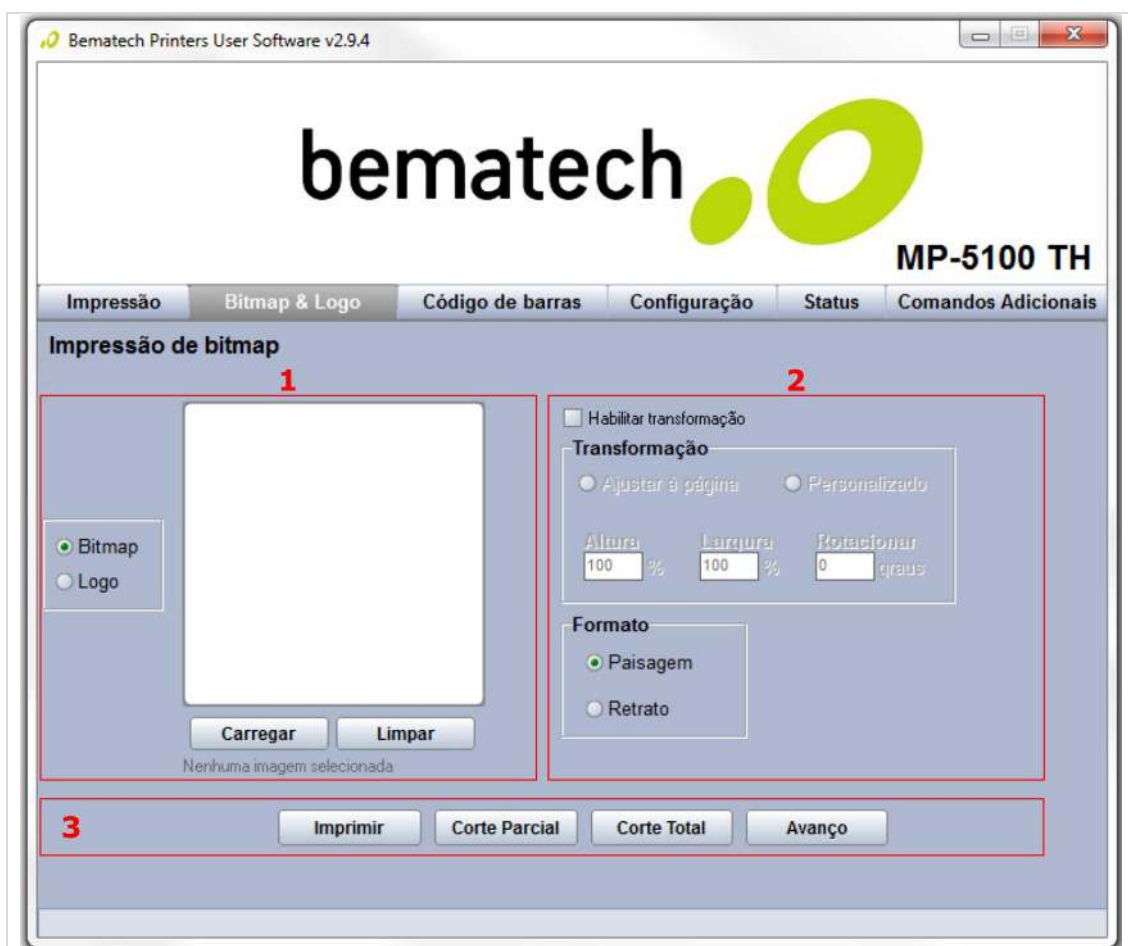 Bematech Printers User Software v2.9.4
bematech
MP-5100 TH
Impressão Bitmap & Logo Código de barras Configuração Status Comandos Adicionais
Impressão de bitmap
1 2
Habilitar transformação
Transformação
Ajustar à página Personalizado
Altura Largura Rotacionar
100 % 100 % 0 graus
Bitmap
Logo
Formato
Paisagem
Retrato
Carregar Limpar
Nenhuma imagem selecionada
3 Imprimir Corte Parcial Corte Total Avanço